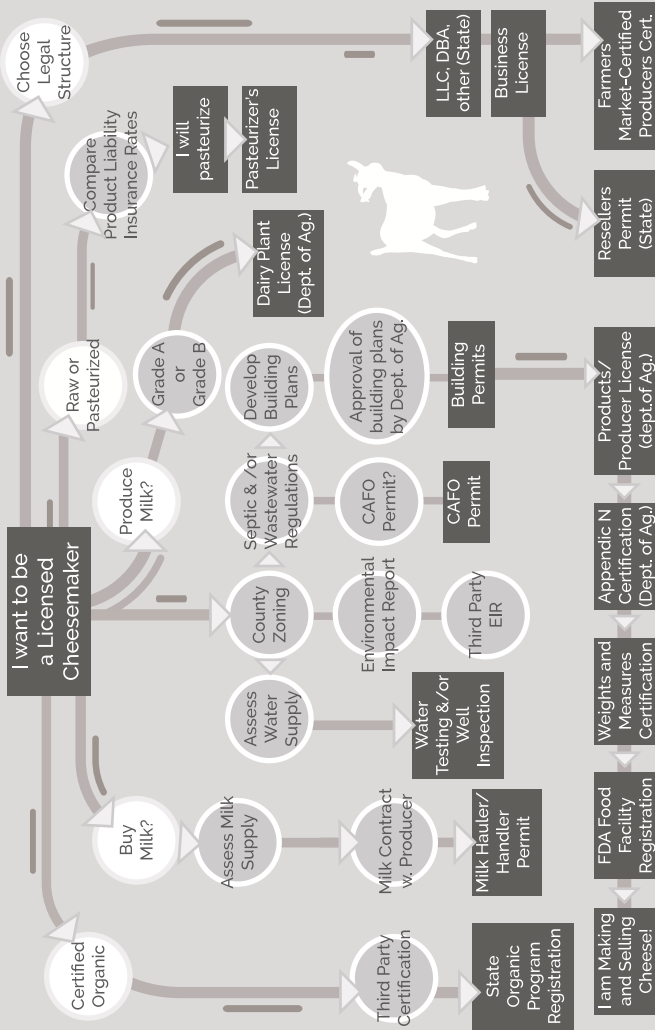 I want to be
a Licensed
Cheesemaker
Certified
Organic
Third Party
Certification
State
Organic
Program
Registration
Buy
Milk?
Assess Milk
Supply
Milk Contract
w. Producer
Milk Hauler/
Handler
Permit
Assess
Water
Supply
Water
Testing &/or
Well
Inspection
County
Zoning
Environmental
Impact Report
Third Party
EIR
Septic & /or
Wastewater
Regulations
CAFO
Permit?
CAFO
Permit
Develop
Building
Plans
Approval of
building plans
by Dept. of Ag.
Building
Permits
Produce
Milk?
Grade A
or
Grade B
Dairy Plant
License
(Dept. of Ag.)
Raw or
Pasteurized
Compare
Product Liability
Insurance Rates
I will
pasteurize
Pasteurizer's
License
Choose
Legal
Structure
LLC, DBA,
other (State)
Business
License
Farmers
Market-Certified
Producers Cert.
Resellers
Permit
(State)
Products/
Producer License
(dept.of Ag.)
Appendic N
Certification
(Dept. of Ag.)
Weights and
Measures
Certification
FDA Food
Facility
Registration
I am Making
and Selling
Cheese!